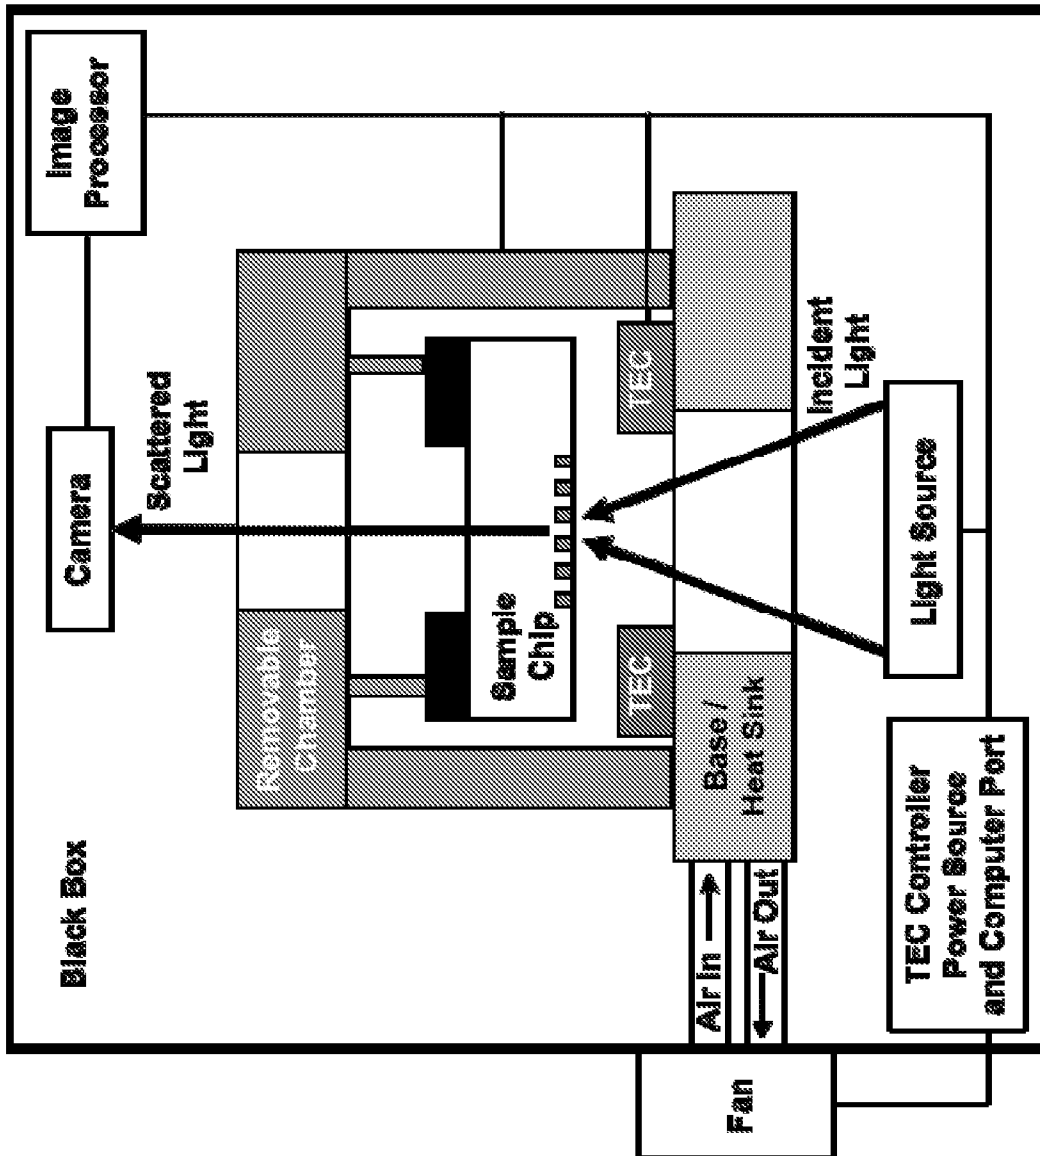 Black Box
Camera
Image
Processor
Scattered
Light
Removable
Chamber
Sample
Chip
TEC
TEC
Base /
Heat Sink
Incident
Light
Air In
Air Out
Fan
Light Source
TEC Controller
Power Source
and Computer Port